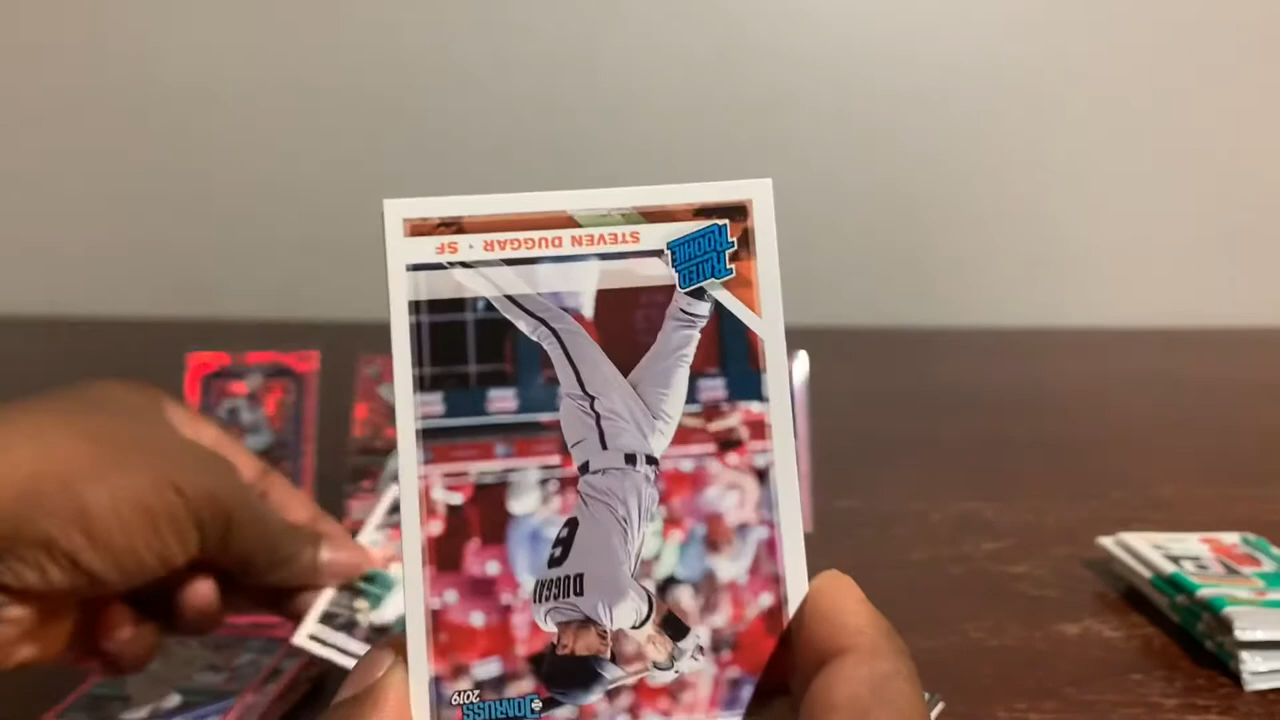 STEVEN DUGGAR • SF
RATED
ROOKIE
6
DUGGAR
2019
DONRUSS